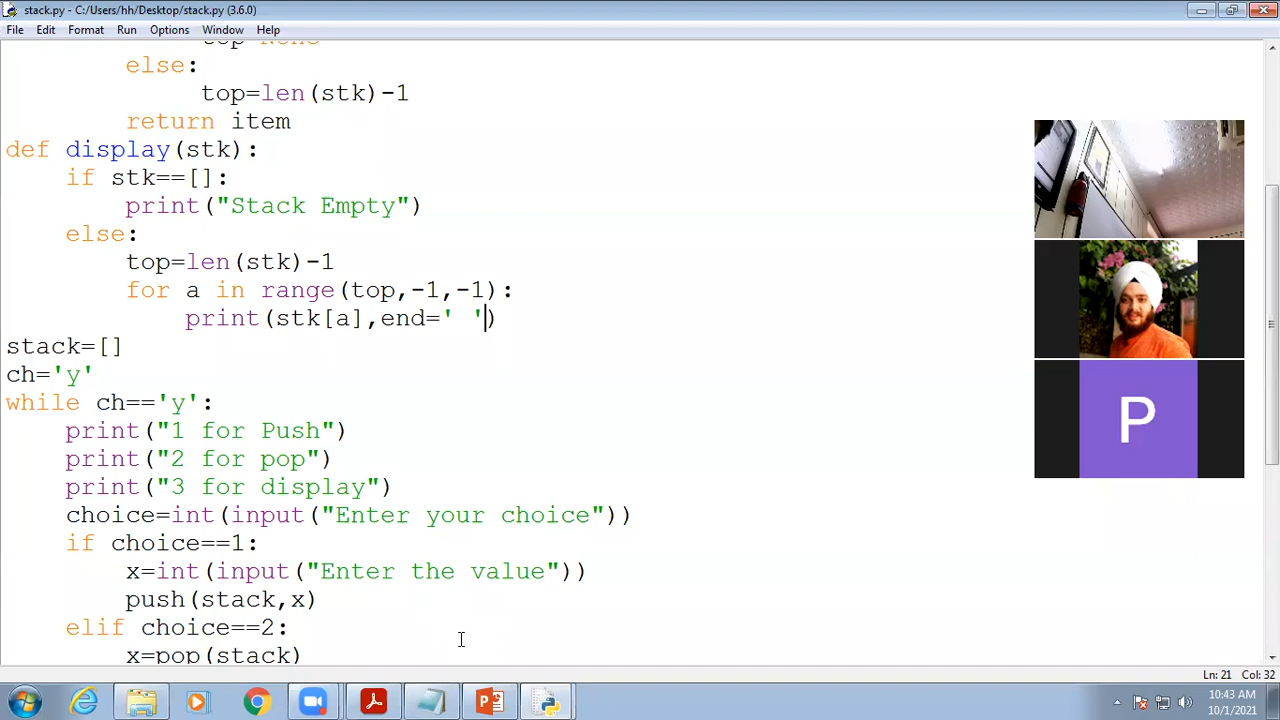 stack.py - C:/Users/hh/Desktop/stack.py (3.6.0)
File Edit Format Run Options Window Help
else:
top=len(stk)-1
return item
def display(stk):
if stk==[]:
print("Stack Empty")
else:
top=len(stk)-1
for a in range(top,-1,-1):
print(stk[a],end=' ')
stack=[]
ch='y'
while ch=='y':
print("1 for Push")
print("2 for pop")
print("3 for display")
choice=int(input("Enter your choice"))
if choice==1:
x=int(input("Enter the value"))
push(stack,x)
elif choice==2:
x=pop(stack)
P
Ln: 21 Col: 32
10:43 AM
10/1/2021